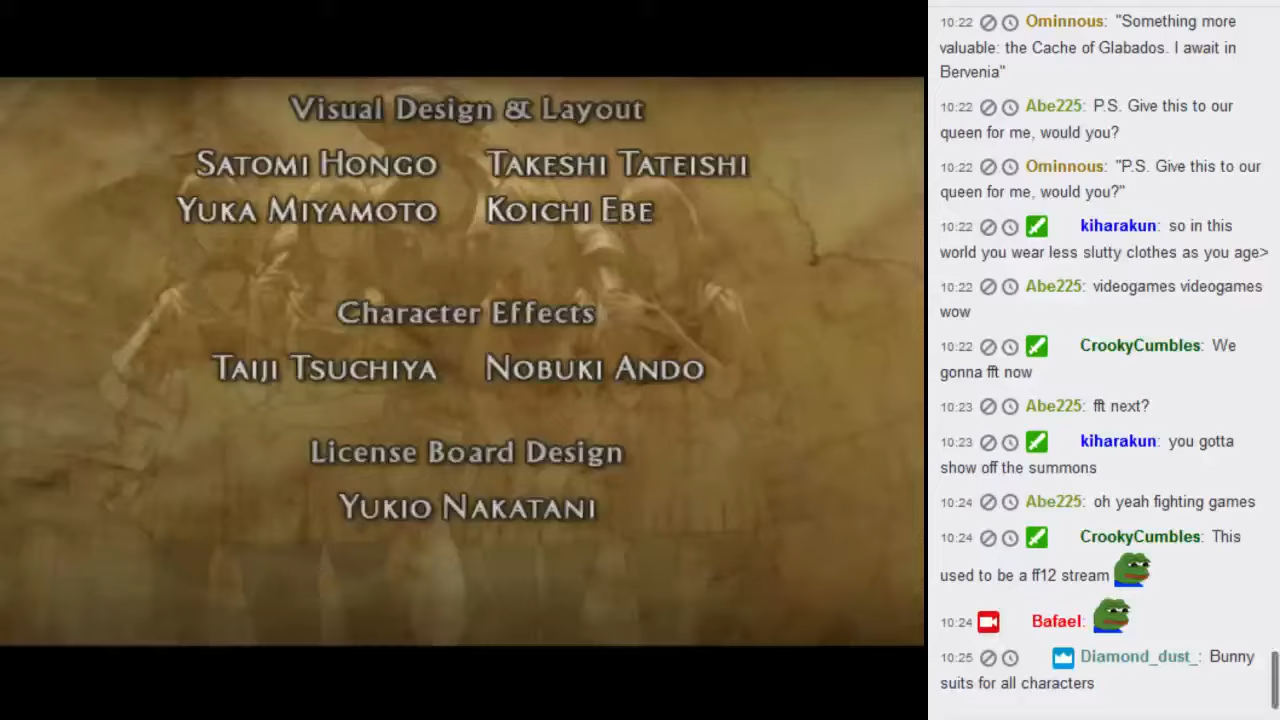 Visual Design & Layout
Satomi Hongo Takeshi Tateishi
Yuka Miyamoto Koichi Ebe
Character Effects
Taiji Tsuchiya Nobuki Ando
License Board Design
Yukio Nakatani
10:22 Ominnous: "Something more
valuable: the Cache of Glabados. I await in
Bervenia"
10:22 Abe225: P.S. Give this to our
queen for me, would you?
10:22 Ominnous: "P.S. Give this to our
queen for me, would you?"
10:22 kiharakun: so in this
world you wear less slutty clothes as you age>
10:22 Abe225: videogames videogames
wow
10:22 CrookyCumbles: We
gonna fft now
10:23 Abe225: fft next?
10:23 kiharakun: you gotta
show off the summons
10:24 Abe225: oh yeah fighting games
10:24 CrookyCumbles: This
used to be a ff12 stream
10:24 Bafael:
10:25 Diamond_dust_: Bunny
suits for all characters